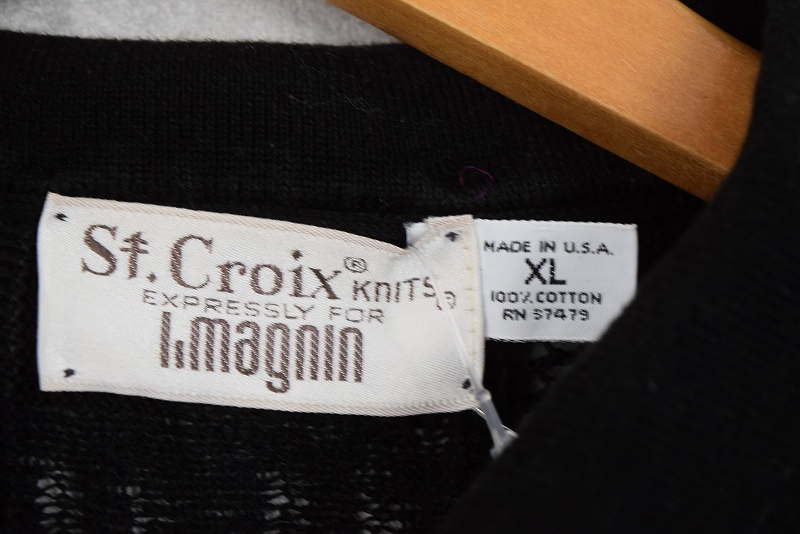 St. Croix® KNITS
EXPRESSLY FOR
I. magnin
MADE IN U.S.A.
XL
100% COTTON
RN 57479